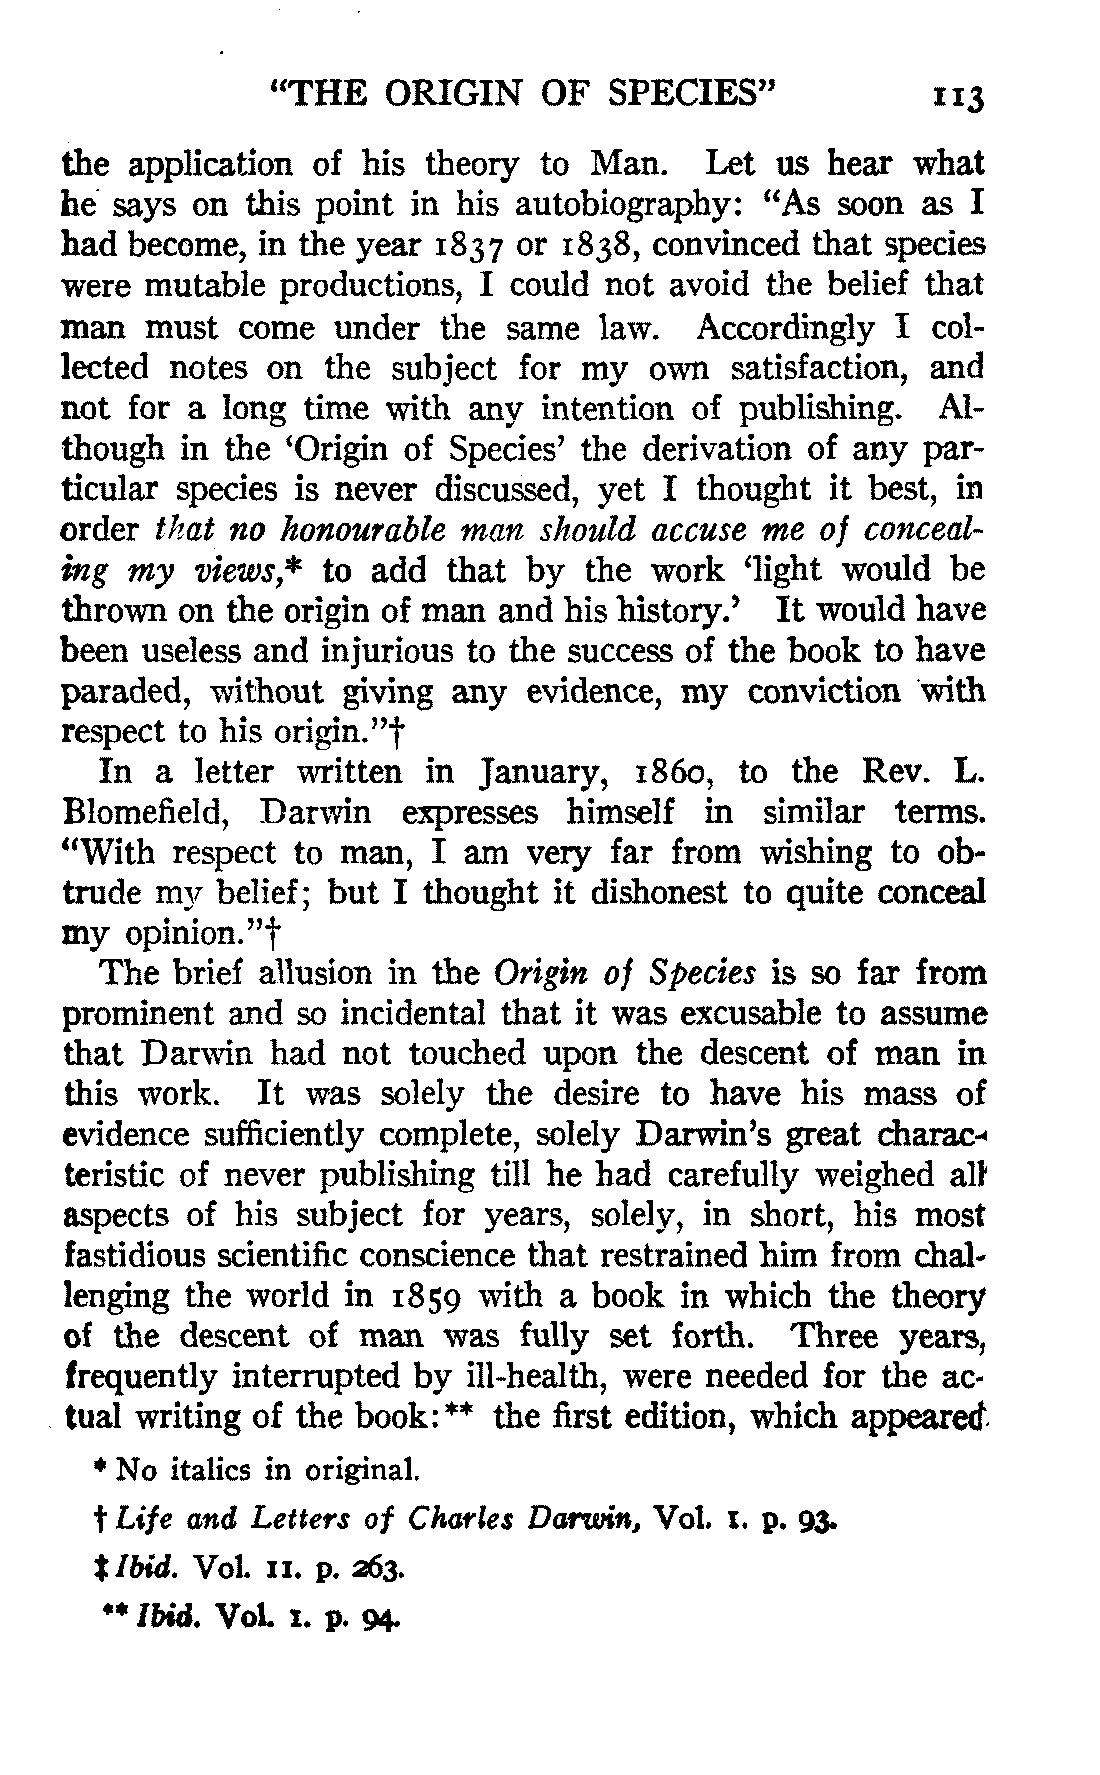 "THE ORIGIN OF SPECIES" 113
the application of his theory to Man. Let us hear what
he says on this point in his autobiography: "As soon as I
had become, in the year 1837 or 1838, convinced that species
were mutable productions, I could not avoid the belief that
man must come under the same law. Accordingly I col-
lected notes on the subject for my own satisfaction, and
not for a long time with any intention of publishing. Al-
though in the 'Origin of Species' the derivation of any par-
ticular species is never discussed, yet I thought it best, in
order that no honourable man should accuse me of conceal-
ing my views,* to add that by the work 'light would be
thrown on the origin of man and his history.' It would have
been useless and injurious to the success of the book to have
paraded, without giving any evidence, my conviction with
respect to his origin."†
In a letter written in January, 1860, to the Rev. L.
Blomefield, Darwin expresses himself in similar terms.
"With respect to man, I am very far from wishing to ob-
trude my belief; but I thought it dishonest to quite conceal
my opinion."†
The brief allusion in the Origin of Species is so far from
prominent and so incidental that it was excusable to assume
that Darwin had not touched upon the descent of man in
this work. It was solely the desire to have his mass of
evidence sufficiently complete, solely Darwin's great charac-
teristic of never publishing till he had carefully weighed all
aspects of his subject for years, solely, in short, his most
fastidious scientific conscience that restrained him from chal-
lenging the world in 1859 with a book in which the theory
of the descent of man was fully set forth. Three years,
frequently interrupted by ill-health, were needed for the ac-
tual writing of the book:** the first edition, which appeared
* No italics in original.
† Life and Letters of Charles Darwin, Vol. I. p. 93.
‡ Ibid. Vol. II. p. 263.
** Ibid. Vol. I. p. 94.